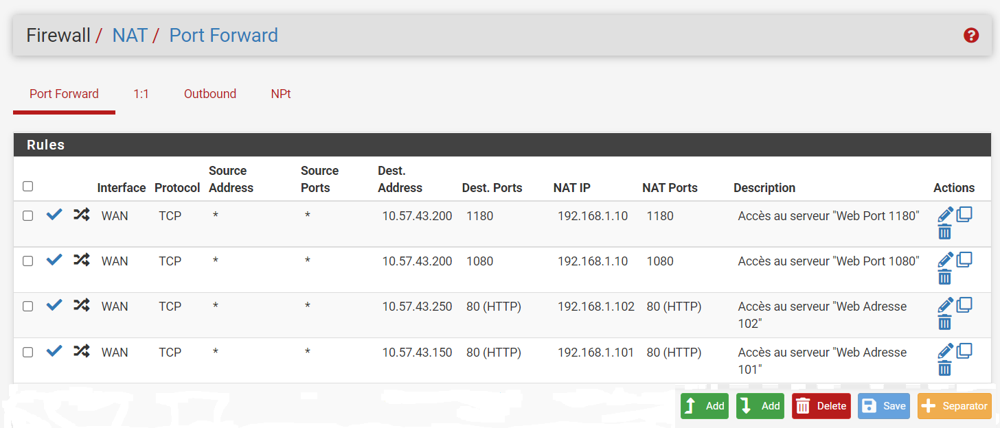 Firewall / NAT / Port Forward
Port Forward 1:1 Outbound NPt
Rules
Interface Protocol Source Address Source Ports Dest. Address Dest. Ports NAT IP NAT Ports Description Actions
WAN TCP * * 10.57.43.200 1180 192.168.1.10 1180 Accès au serveur "Web Port 1180"
WAN TCP * * 10.57.43.200 1080 192.168.1.10 1080 Accès au serveur "Web Port 1080"
WAN TCP * * 10.57.43.250 80 (HTTP) 192.168.1.102 80 (HTTP) Accès au serveur "Web Adresse
102"
WAN TCP * * 10.57.43.150 80 (HTTP) 192.168.1.101 80 (HTTP) Accès au serveur "Web Adresse
101"
Add Add Delete Save Separator